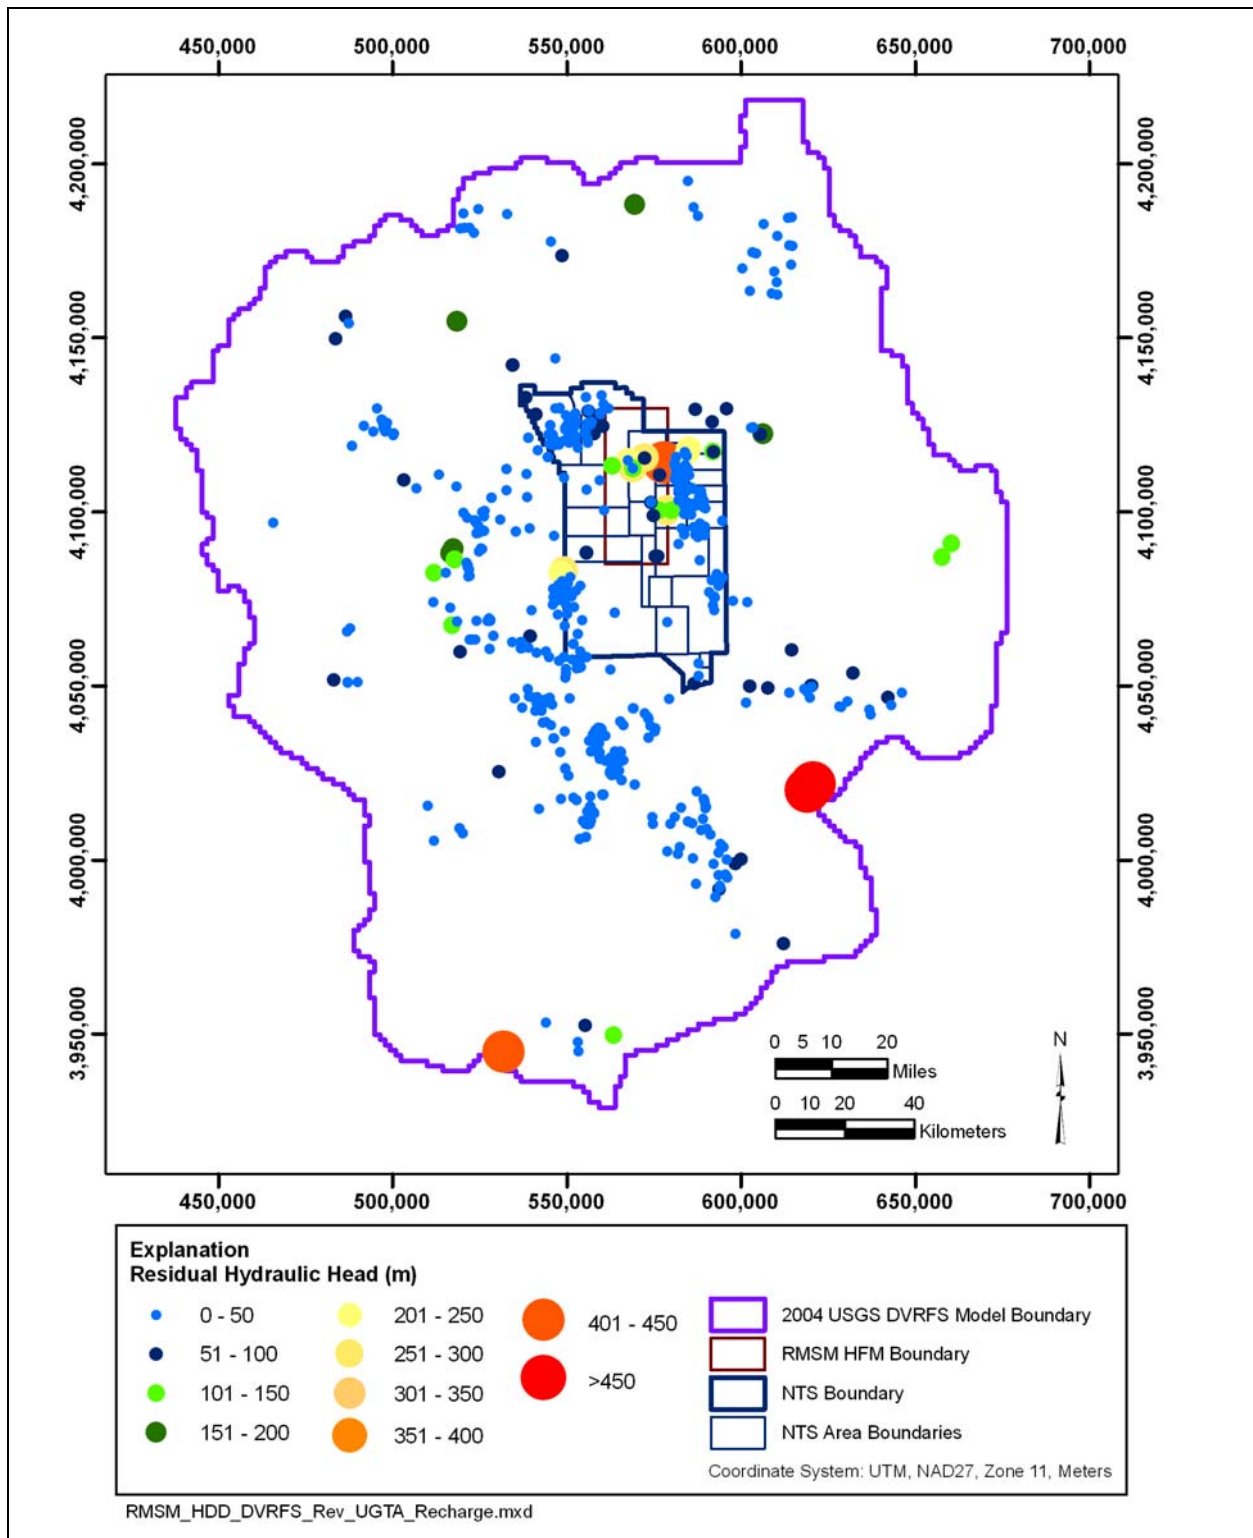 450,000 500,000 550,000 600,000 650,000 700,000
4,200,000 4,200,000
4,150,000 4,150,000
4,100,000 4,100,000
4,050,000 4,050,000
4,000,000 4,000,000
3,950,000 3,950,000
0 5 10 20
Miles
0 10 20 40
Kilometers
N
450,000 500,000 550,000 600,000 650,000 700,000
Explanation
Residual Hydraulic Head (m)
0 - 50
51 - 100
101 - 150
151 - 200
201 - 250
251 - 300
301 - 350
351 - 400
401 - 450
>450
2004 USGS DVRFS Model Boundary
RMSM HFM Boundary
NTS Boundary
NTS Area Boundaries
Coordinate System: UTM, NAD27, Zone 11, Meters
RMSM_HDD_DVRFS_Rev_UGTA_Recharge.mxd